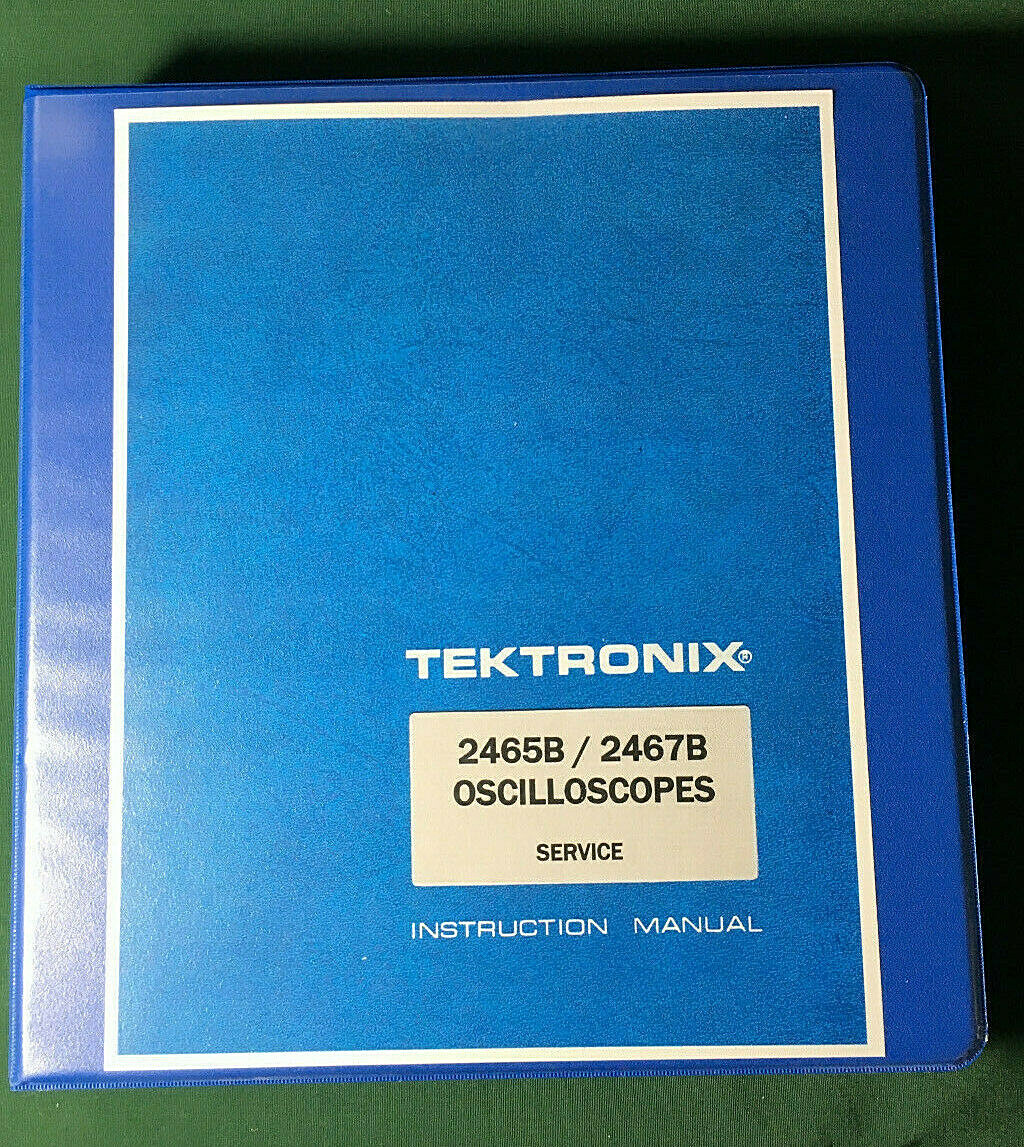 TEKTRONIX®
2465B / 2467B
OSCILLOSCOPES
SERVICE
INSTRUCTION MANUAL